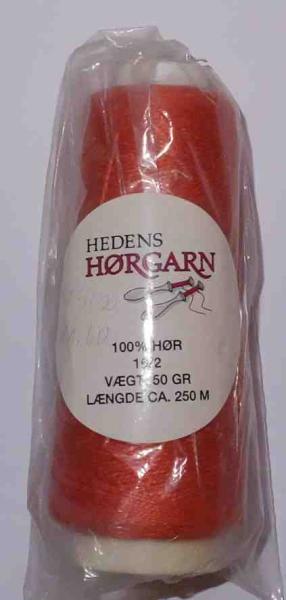 HEDENS
HØRGARN
100% HØR
16/2
VÆGT 50 GR
LÆNGDE CA. 250 M